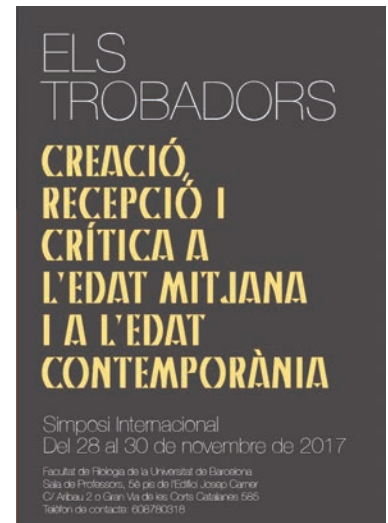 ELS
TROBADORS
CREACIÓ,
RECEPCIÓ I
CRÍTICA A
L'EDAT MITJANA
I A L'EDAT
CONTEMPORÀNIA
Simposi Internacional
Del 28 al 30 de novembre de 2017
Facultat de Filologia de la Universitat de Barcelona
Sala de Professors, 5è pis de l'Edifici Josep Carner
C/ Aribau 2 o Gran Via de les Corts Catalanes 585
Telèfon de contacte: 608780318